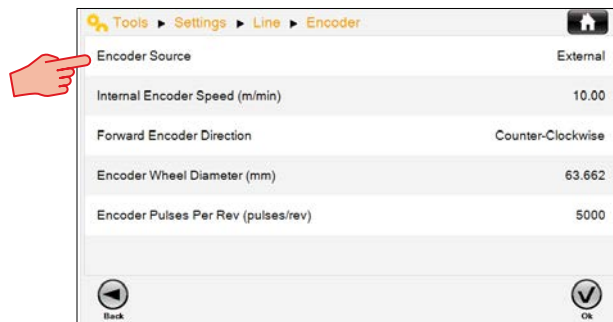 Tools ► Settings ► Line ► Encoder
Encoder Source External
Internal Encoder Speed (m/min) 10.00
Forward Encoder Direction Counter-Clockwise
Encoder Wheel Diameter (mm) 63.662
Encoder Pulses Per Rev (pulses/rev) 5000
Back Ok